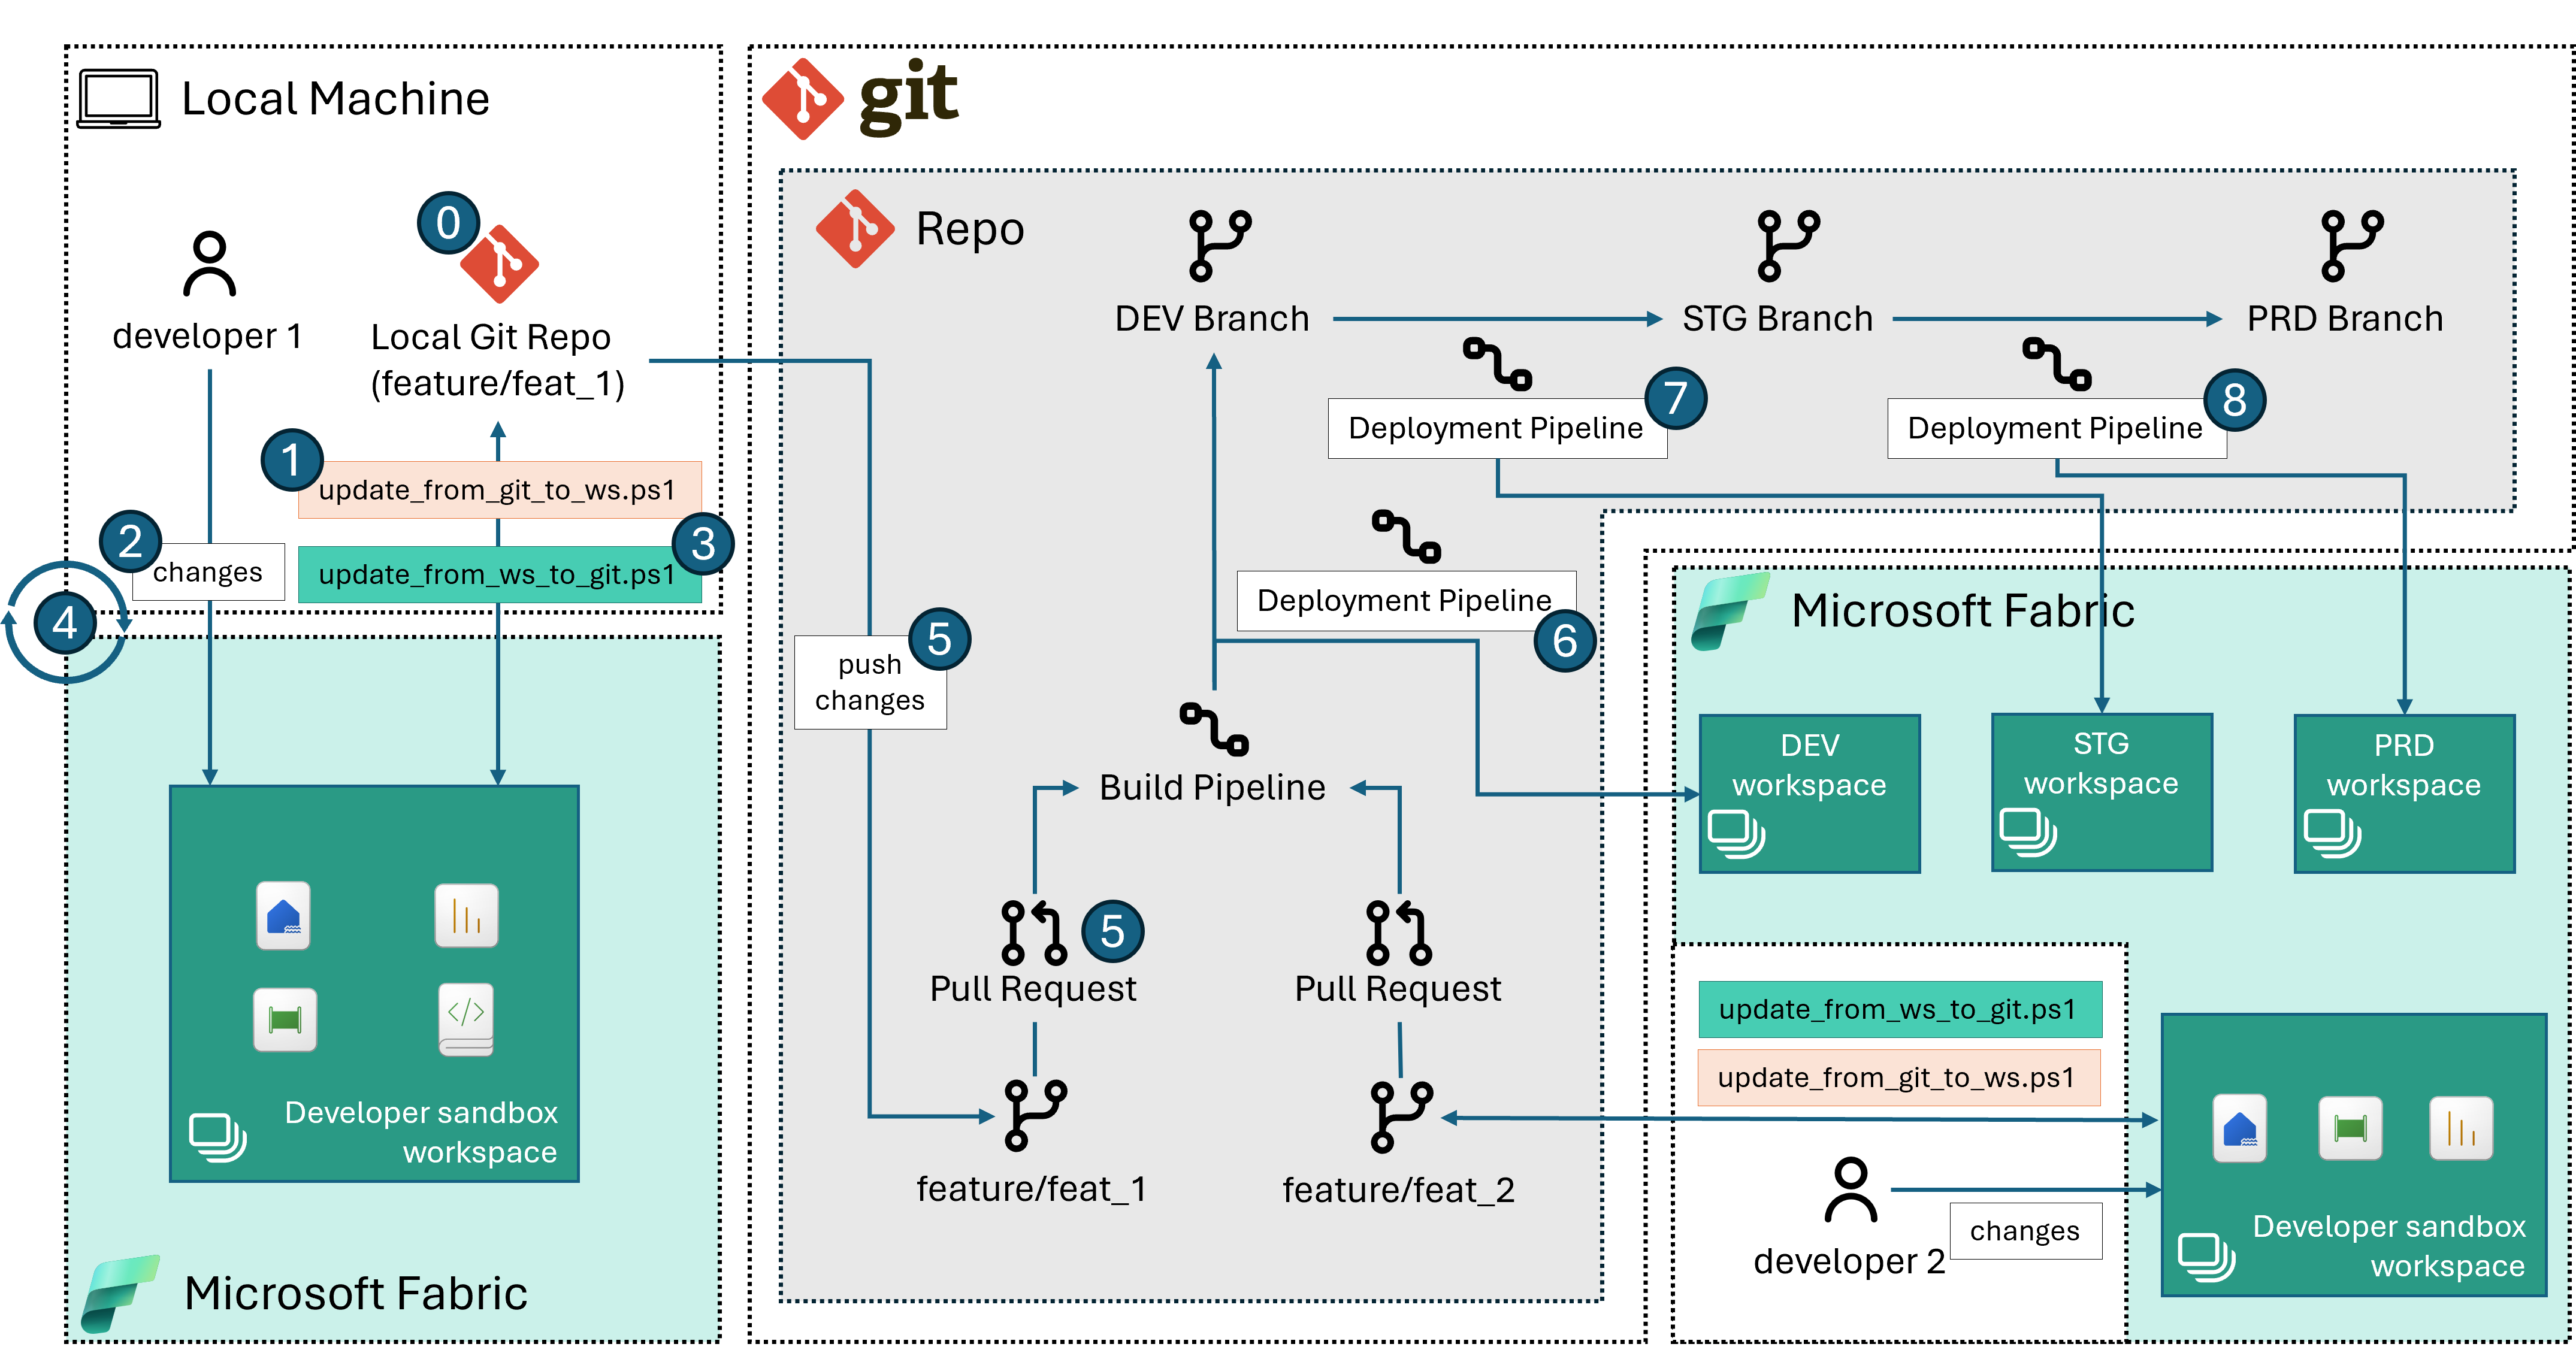 Local Machine
0
developer 1
Local Git Repo
(feature/feat_1)
1
update_from_git_to_ws.ps1
2
changes
3
update_from_ws_to_git.ps1
4
Developer sandbox
workspace
Microsoft Fabric
git
Repo
DEV Branch
STG Branch
PRD Branch
Deployment Pipeline
7
Deployment Pipeline
8
Deployment Pipeline
6
push
changes
5
Build Pipeline
5
Pull Request
Pull Request
feature/feat_1
feature/feat_2
Microsoft Fabric
DEV
workspace
STG
workspace
PRD
workspace
update_from_ws_to_git.ps1
update_from_git_to_ws.ps1
developer 2
changes
Developer sandbox
workspace